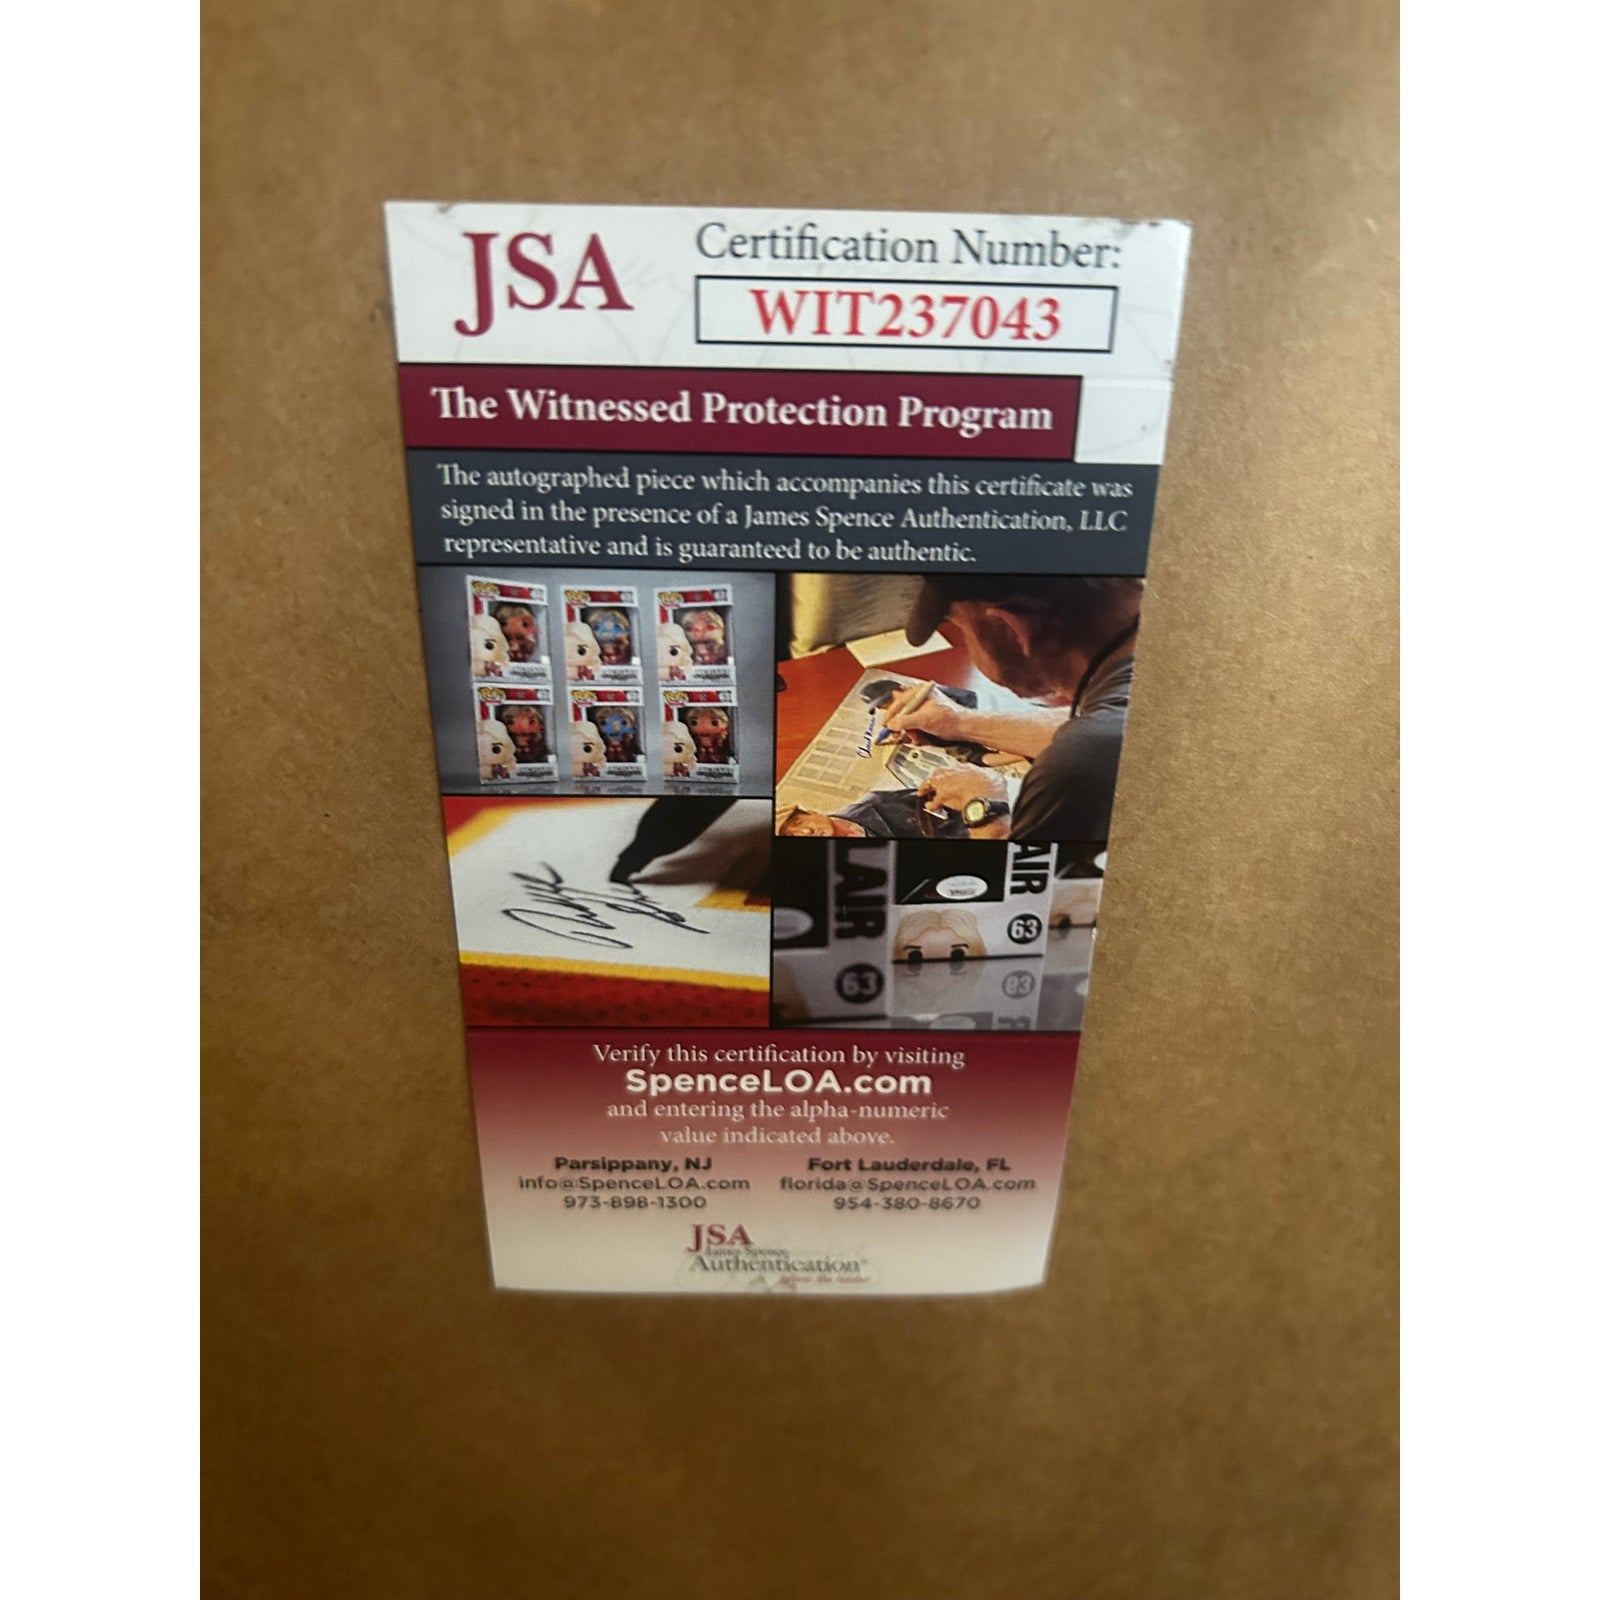 JSA
Certification Number:
WIT237043
The Witnessed Protection Program
The autographed piece which accompanies this certificate was
signed in the presence of a James Spence Authentication, LLC
representative and is guaranteed to be authentic.
LAIR
63
AIR
63
Verify this certification by visiting
SpenceLOA.com
and entering the alpha-numeric
value indicated above.
Parsippany, NJ
info@SpenceLOA.com
973-898-1300
Fort Lauderdale, FL
florida@SpenceLOA.com
954-380-8670
JSA
James Spence
Authentication